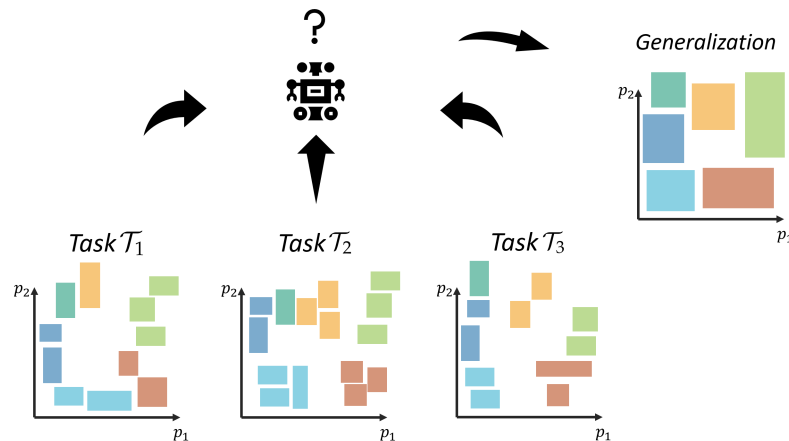 ?
Generalization
p₂
p₁
Task 𝒯₁
Task 𝒯₂
Task 𝒯₃
p₂
p₂
p₂
p₁
p₁
p₁